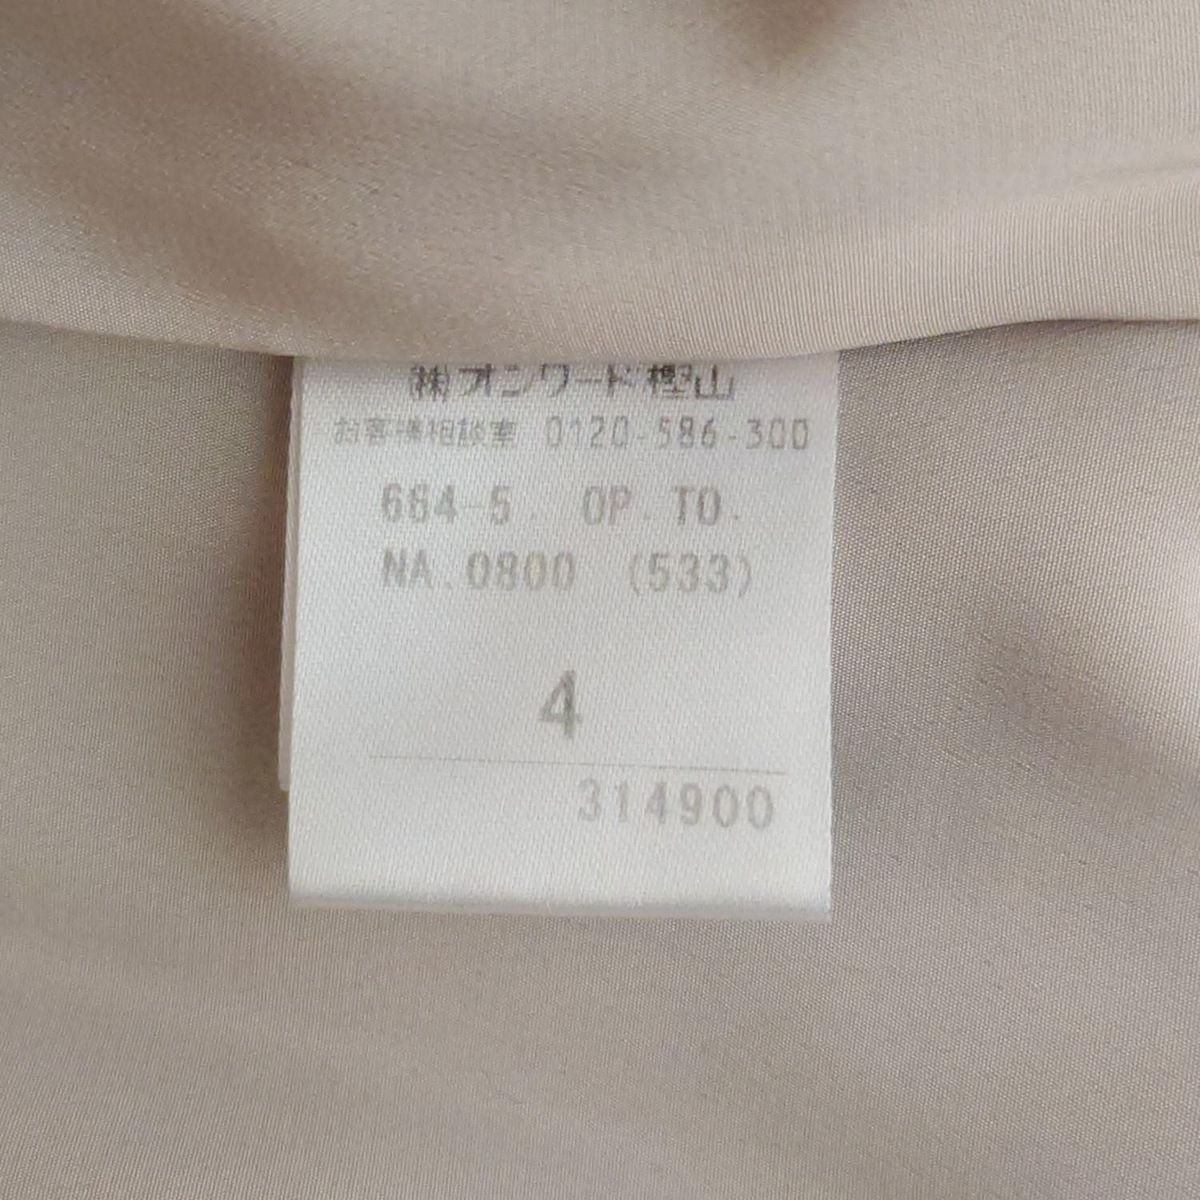 ㈱オンワード樫山
お客様相談室 0120-586-300
684-5. OP. TO.
NA. 0800 (533)
4
314900